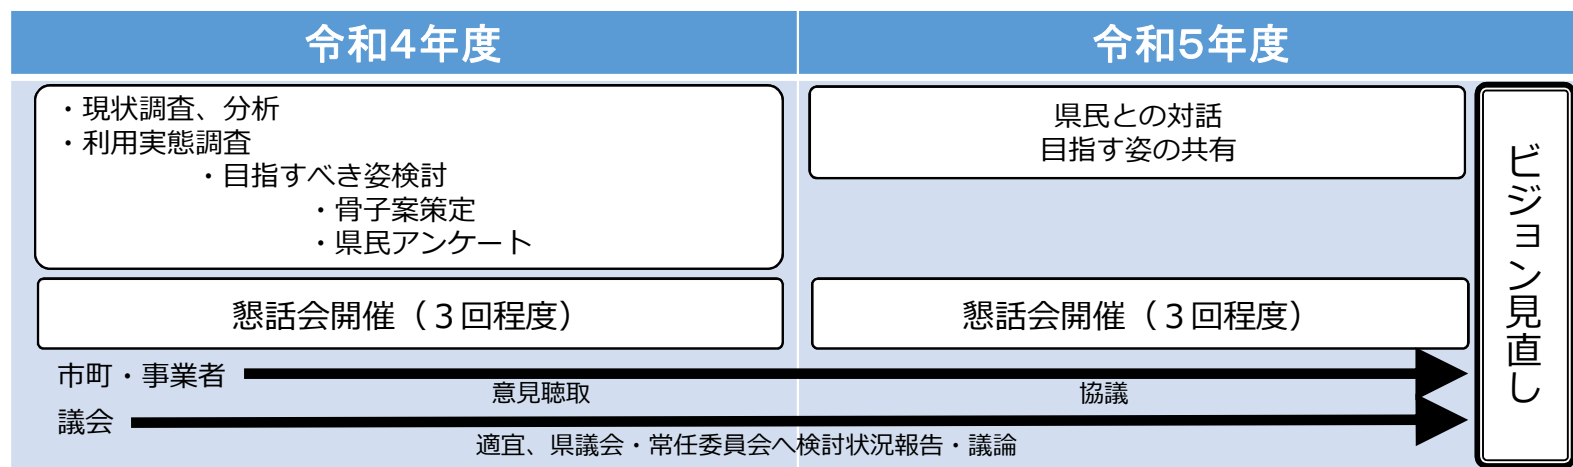 令和４年度
令和５年度
・現状調査、分析
・利用実態調査
・目指すべき姿検討
・骨子案策定
・県民アンケート
県民との対話
目指す姿の共有
懇話会開催（３回程度）
懇話会開催（３回程度）
ビジョン見直し
市町・事業者
意見聴取
協議
議会
適宜、県議会・常任委員会へ検討状況報告・議論